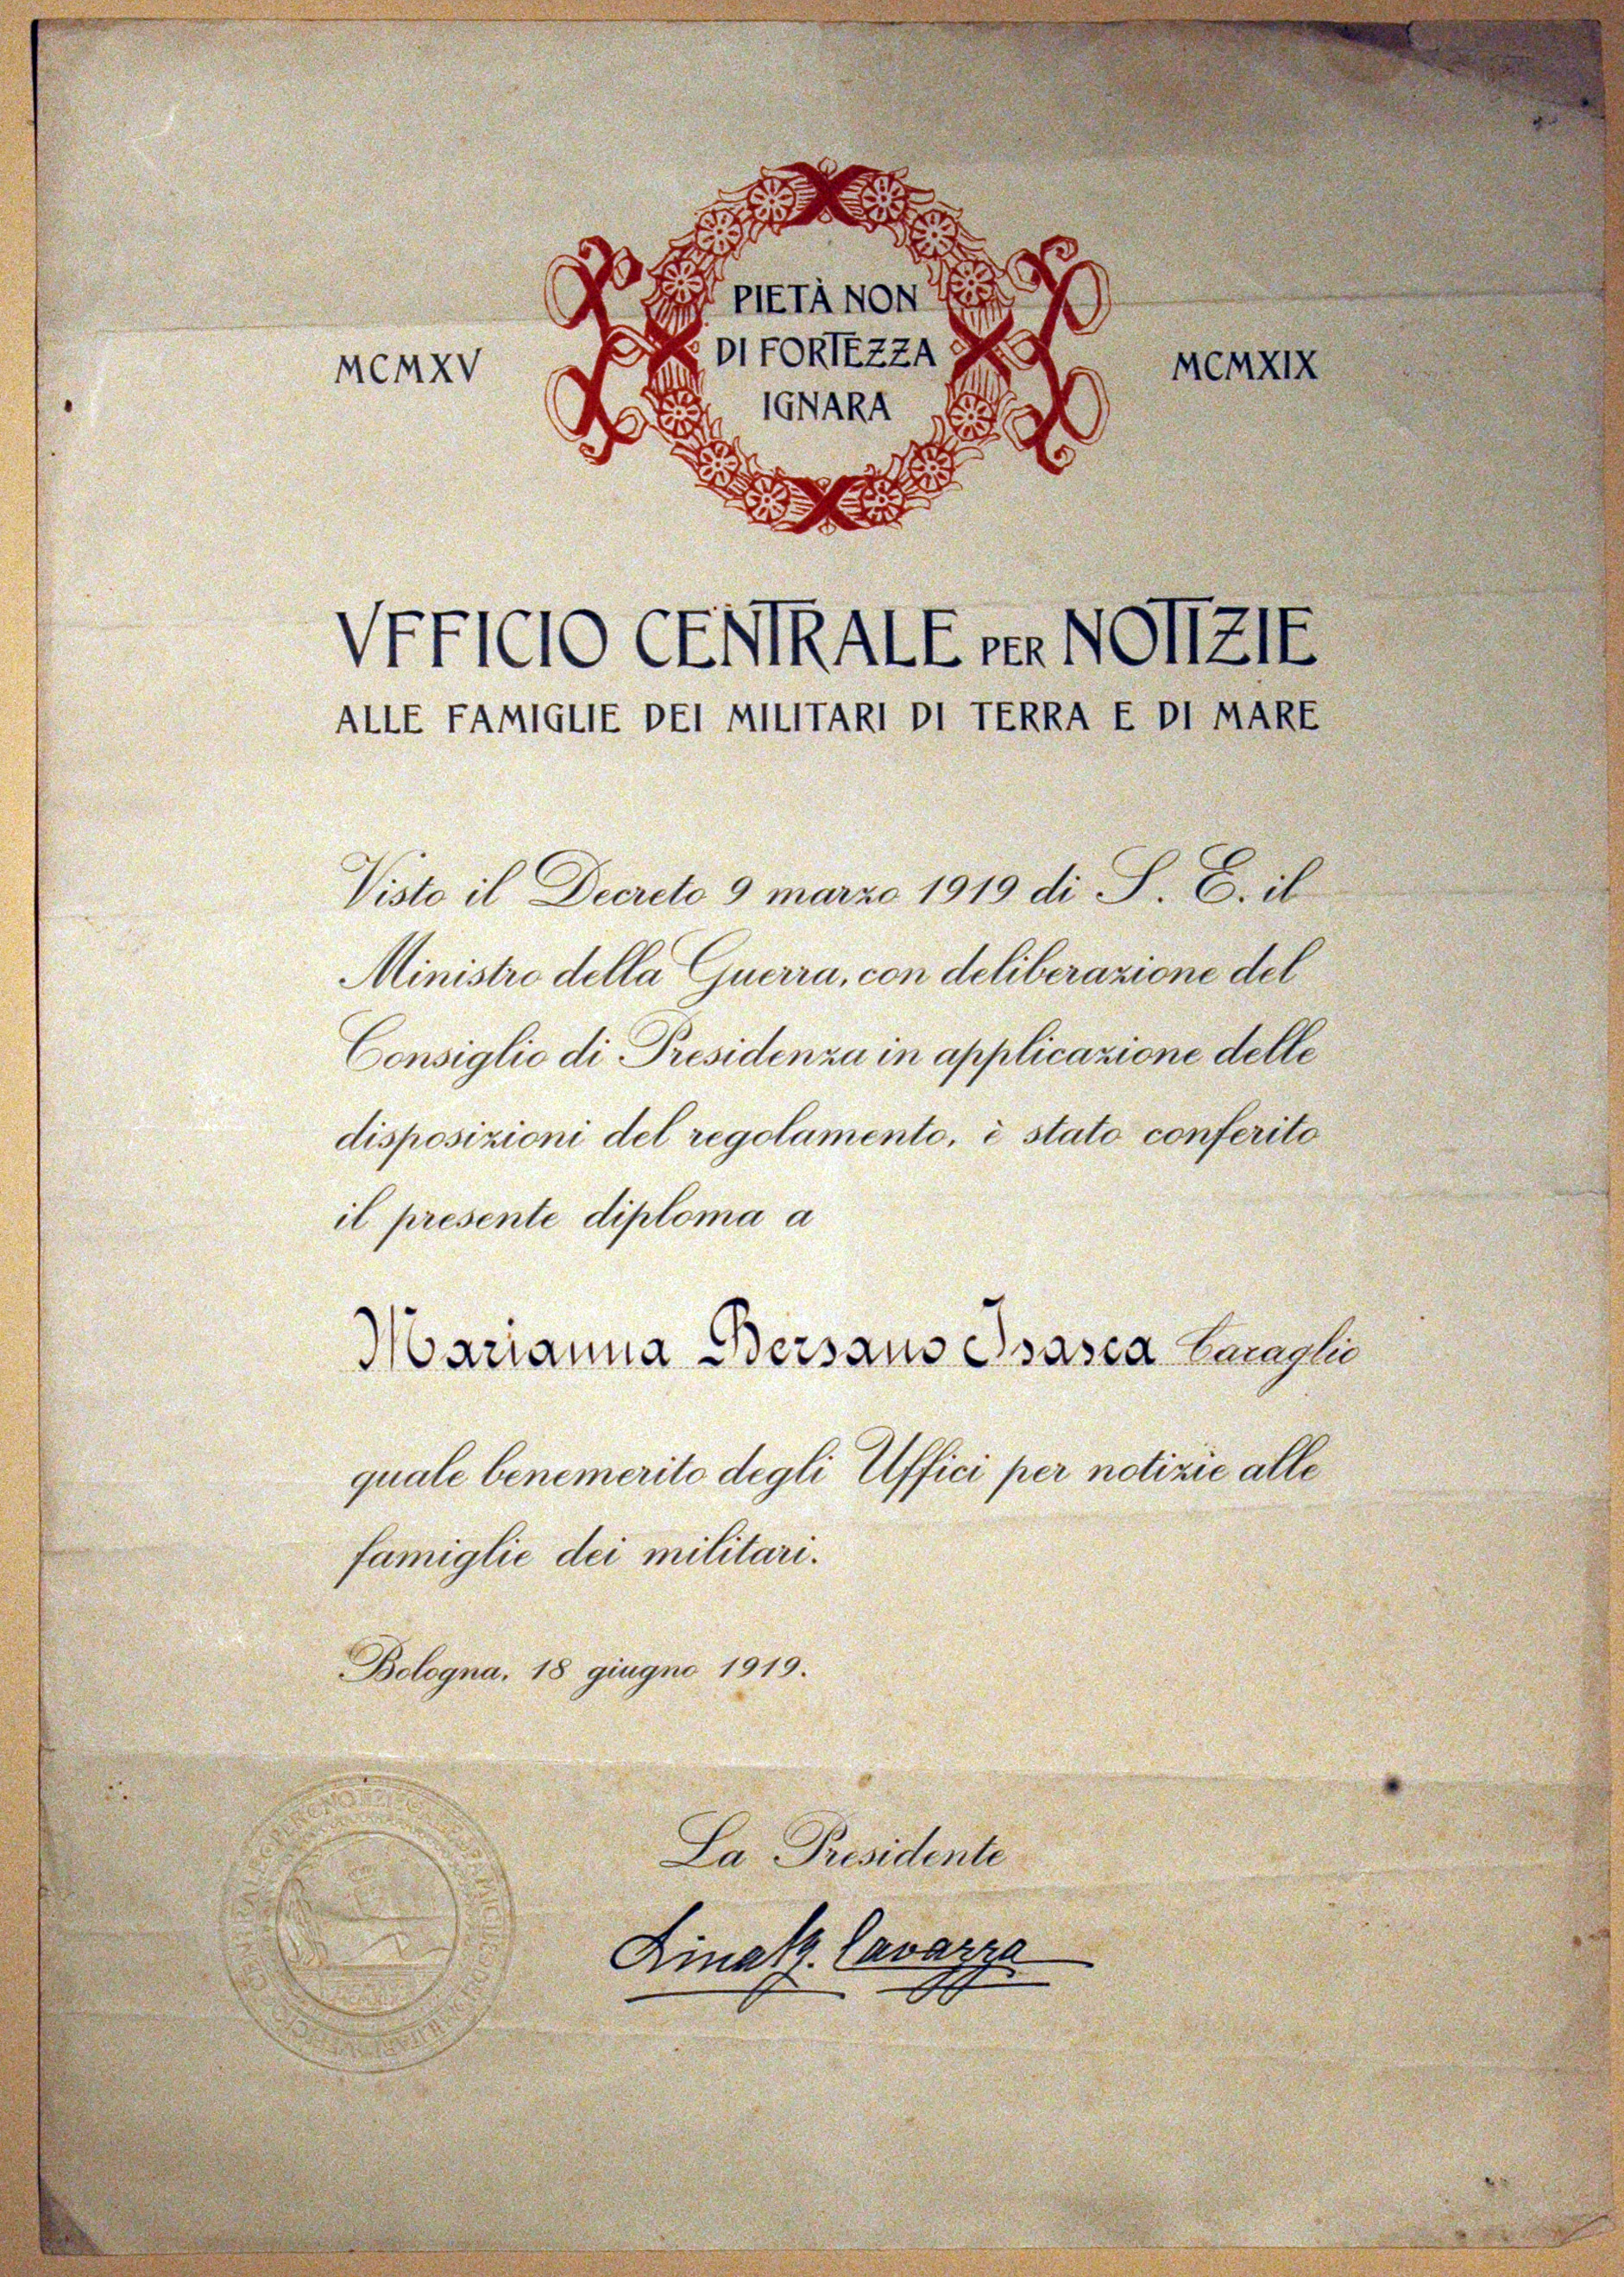 PIETÀ NON
DI FORTEZZA
IGNARA
MCMXV
MCMXIX
VFFICIO CENTRALE PER NOTIZIE
ALLE FAMIGLIE DEI MILITARI DI TERRA E DI MARE
Visto il Decreto 9 marzo 1919 di S. E. il
Ministro della Guerra, con deliberazione del
Consiglio di Presidenza in applicazione delle
disposizioni del regolamento, è stato conferito
il presente diploma a
Marianna Bersano Isasca Caraglio
quale benemerito degli Uffici per notizie alle
famiglie dei militari.
Bologna, 18 giugno 1919.
La Presidente
Lina Cavazza